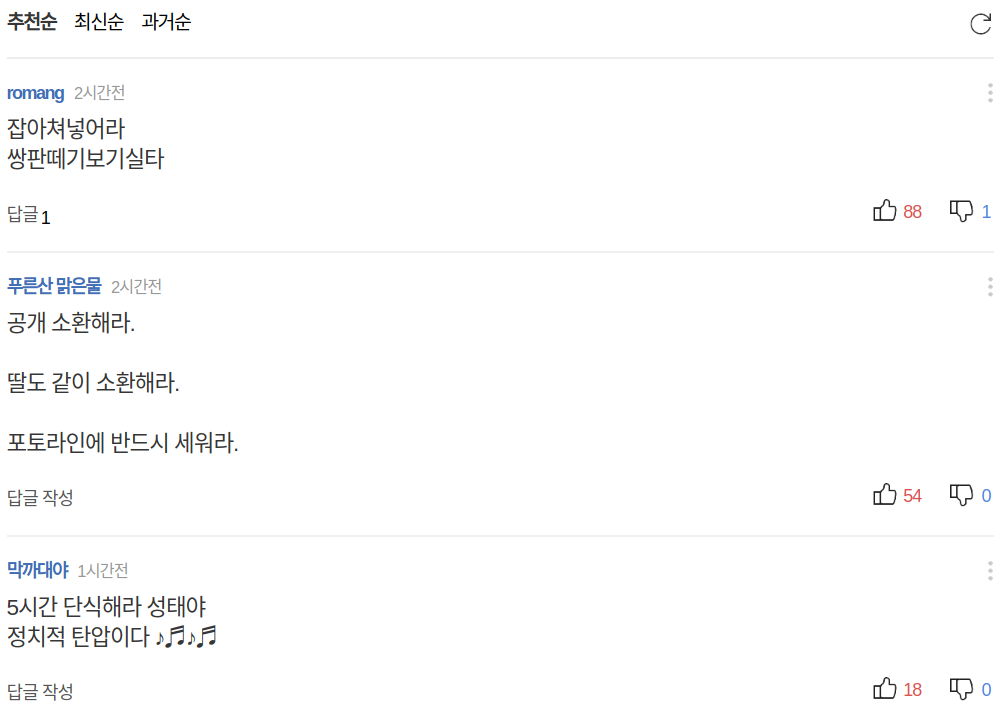 추천순 최신순 과거순
romang 2시간전
잡아쳐넣어라
쌍판떼기보기실타
답글 1
88 1
푸른산 맑은물 2시간전
공개 소환해라.
딸도 같이 소환해라.
포토라인에 반드시 세워라.
답글 작성
54 0
막까대야 1시간전
5시간 단식해라 성태야
정치적 탄압이다 ♪♬♪♬
답글 작성
18 0